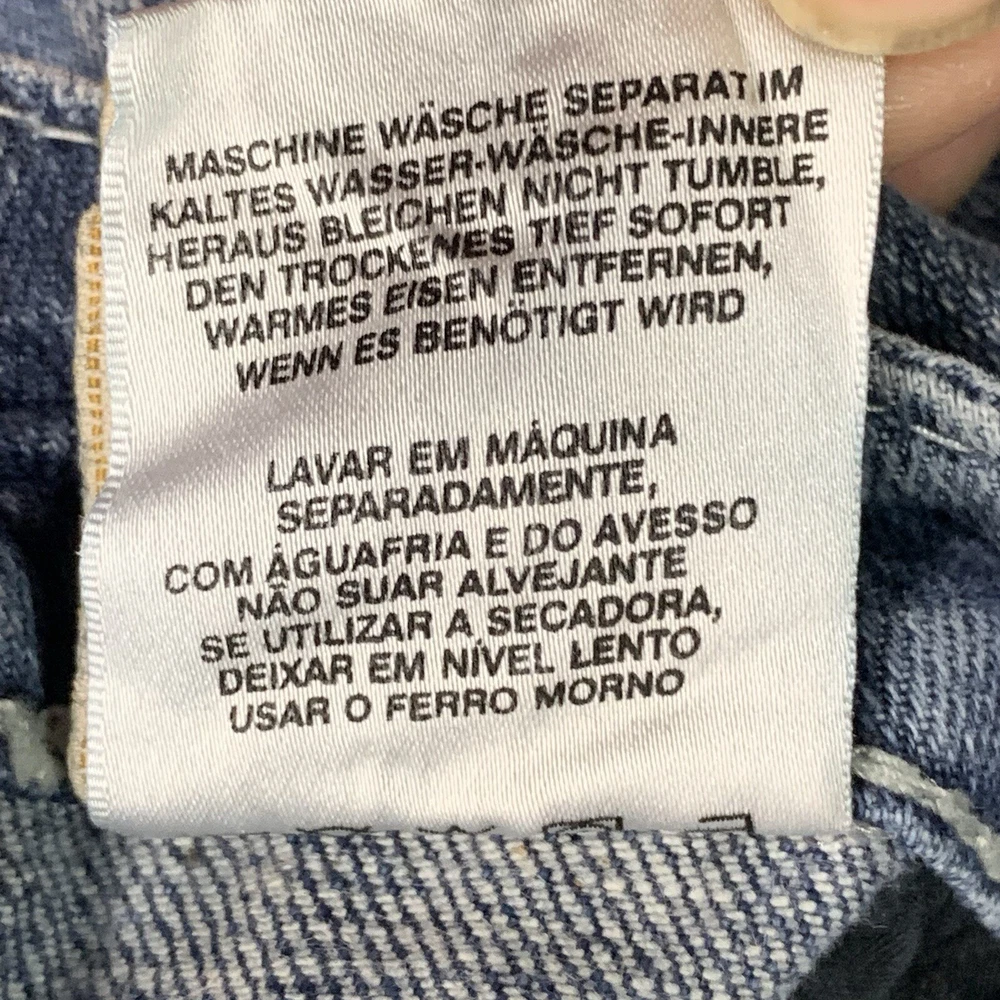 MASCHINE WÄSCHE SEPARAT IM
KALTES WASSER-WÄSCHE-INNERE
HERAUS BLEICHEN NICHT TUMBLE,
DEN TROCKENES TIEF SOFORT
WARMES EISEN ENTFERNEN,
WENN ES BENÖTIGT WIRD
LAVAR EM MÁQUINA
SEPARADAMENTE,
COM ÁGUAFRIA E DO AVESSO
NÃO SUAR ALVEJANTE
SE UTILIZAR A SECADORA,
DEIXAR EM NÍVEL LENTO
USAR O FERRO MORNO